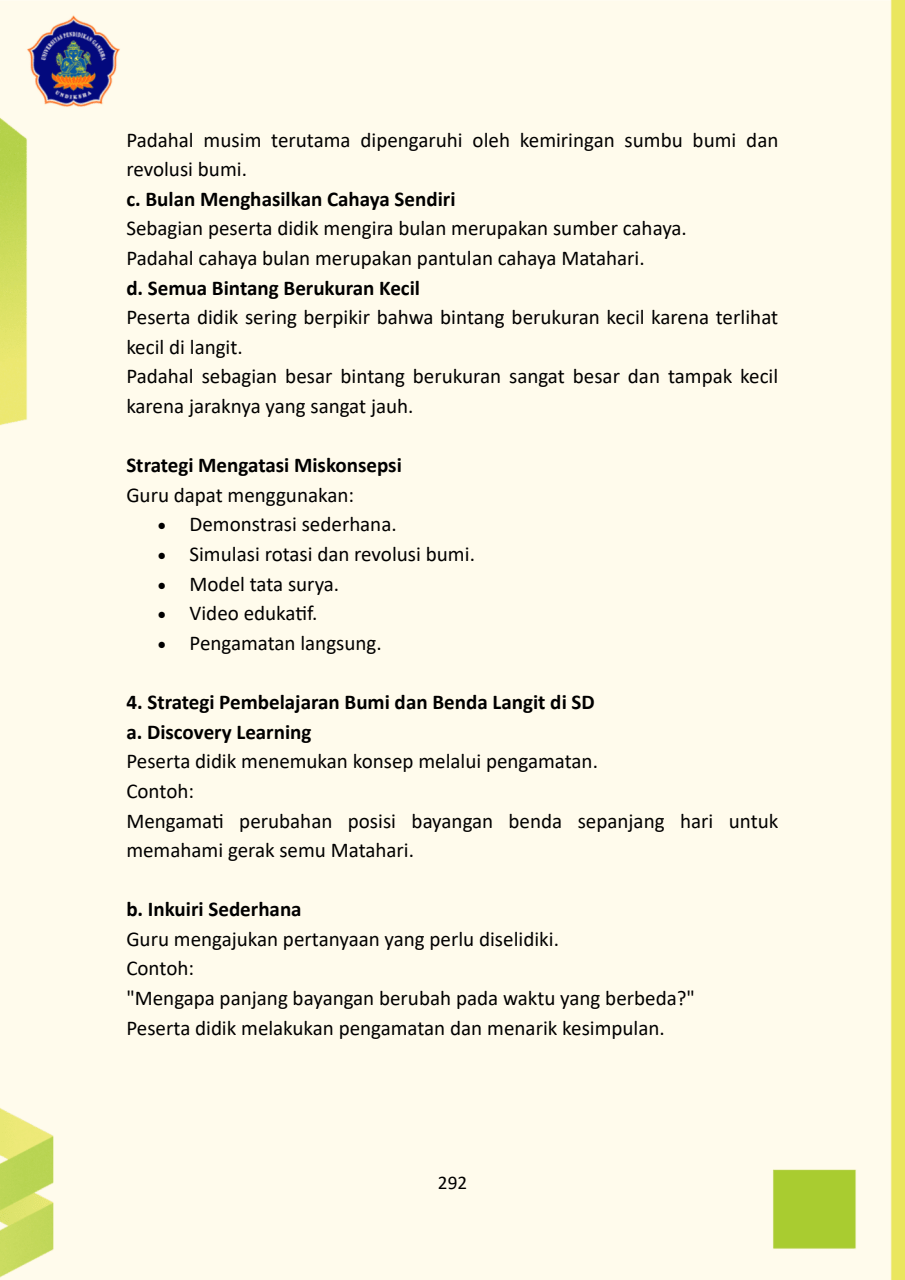 UNIVERSITAS PENDIDIKAN GANESHA
UNDIKSHA
Padahal musim terutama dipengaruhi oleh kemiringan sumbu bumi dan
revolusi bumi.
c. Bulan Menghasilkan Cahaya Sendiri
Sebagian peserta didik mengira bulan merupakan sumber cahaya.
Padahal cahaya bulan merupakan pantulan cahaya Matahari.
d. Semua Bintang Berukuran Kecil
Peserta didik sering berpikir bahwa bintang berukuran kecil karena terlihat
kecil di langit.
Padahal sebagian besar bintang berukuran sangat besar dan tampak kecil
karena jaraknya yang sangat jauh.
Strategi Mengatasi Miskonsepsi
Guru dapat menggunakan:
• Demonstrasi sederhana.
• Simulasi rotasi dan revolusi bumi.
• Model tata surya.
• Video edukatif.
• Pengamatan langsung.
4. Strategi Pembelajaran Bumi dan Benda Langit di SD
a. Discovery Learning
Peserta didik menemukan konsep melalui pengamatan.
Contoh:
Mengamati perubahan posisi bayangan benda sepanjang hari untuk
memahami gerak semu Matahari.
b. Inkuiri Sederhana
Guru mengajukan pertanyaan yang perlu diselidiki.
Contoh:
"Mengapa panjang bayangan berubah pada waktu yang berbeda?"
Peserta didik melakukan pengamatan dan menarik kesimpulan.
292